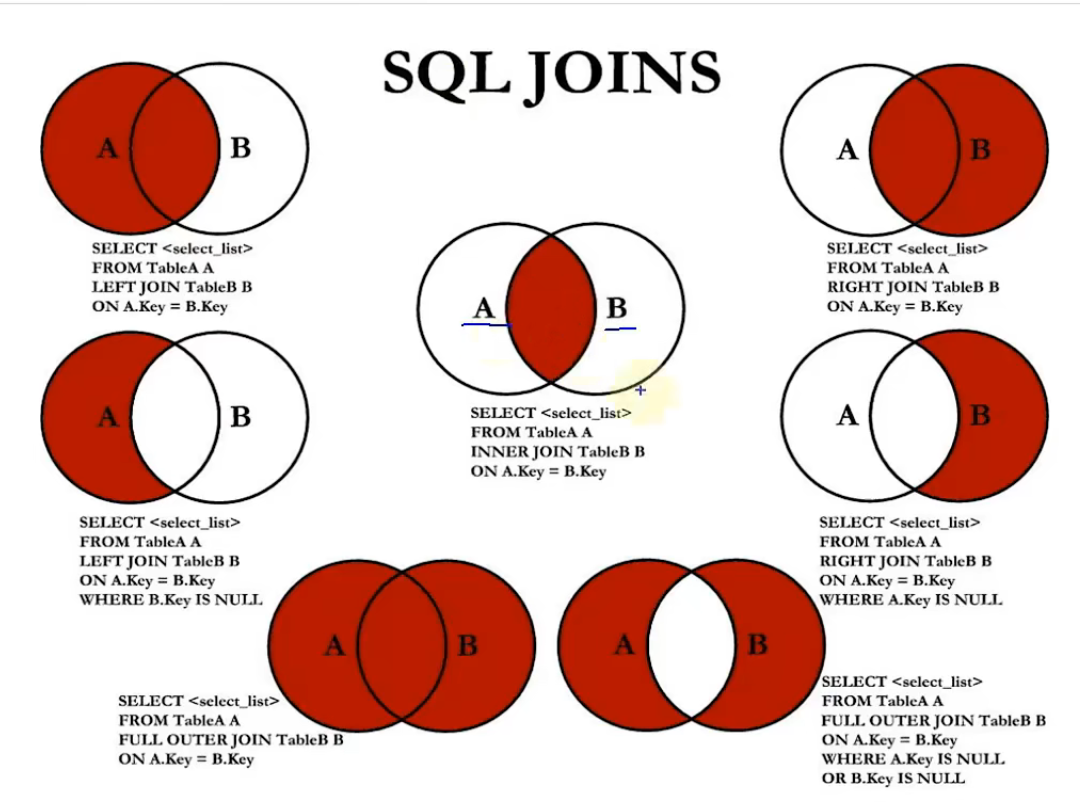 SQL JOINS
A
B
SELECT <select_list>
FROM TableA A
LEFT JOIN TableB B
ON A.Key = B.Key
A
B
SELECT <select_list>
FROM TableA A
RIGHT JOIN TableB B
ON A.Key = B.Key
A
B
SELECT <select_list>
FROM TableA A
INNER JOIN TableB B
ON A.Key = B.Key
A
B
SELECT <select_list>
FROM TableA A
LEFT JOIN TableB B
ON A.Key = B.Key
WHERE B.Key IS NULL
A
B
SELECT <select_list>
FROM TableA A
RIGHT JOIN TableB B
ON A.Key = B.Key
WHERE A.Key IS NULL
A
B
SELECT <select_list>
FROM TableA A
FULL OUTER JOIN TableB B
ON A.Key = B.Key
A
B
SELECT <select_list>
FROM TableA A
FULL OUTER JOIN TableB B
ON A.Key = B.Key
WHERE A.Key IS NULL
OR B.Key IS NULL